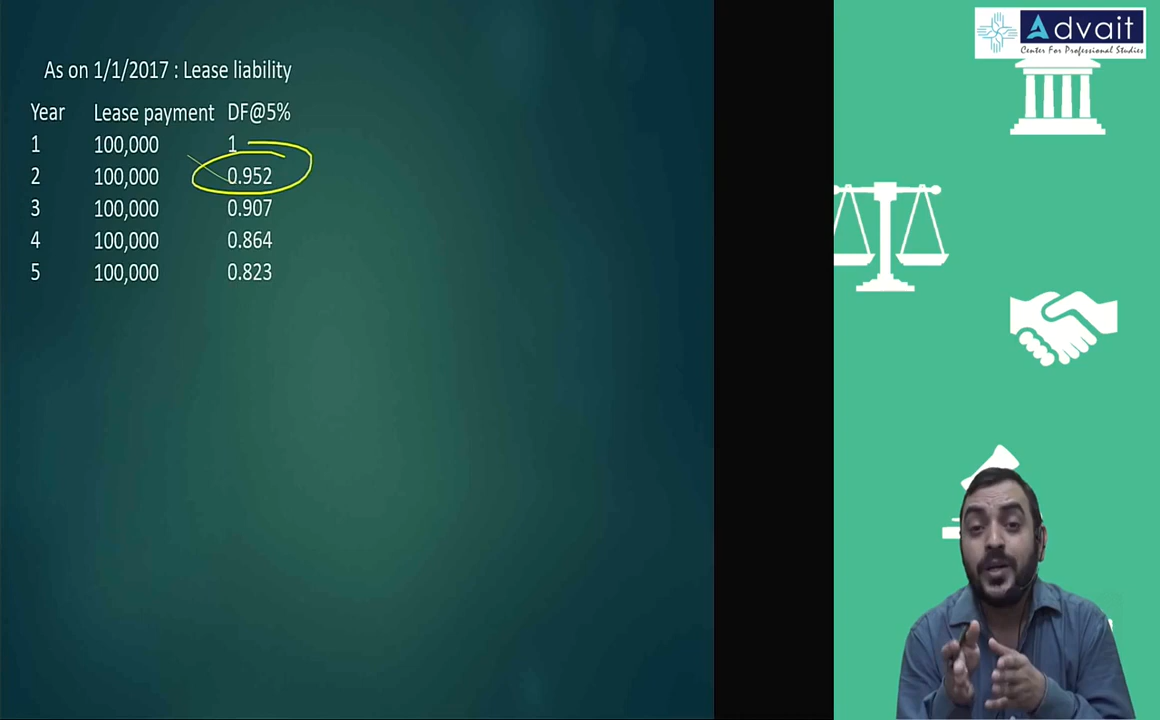 As on 1/1/2017 : Lease liability
Year Lease payment DF@5%
1 100,000 1
2 100,000 0.952
3 100,000 0.907
4 100,000 0.864
5 100,000 0.823
Advait
Center For Professional Studies